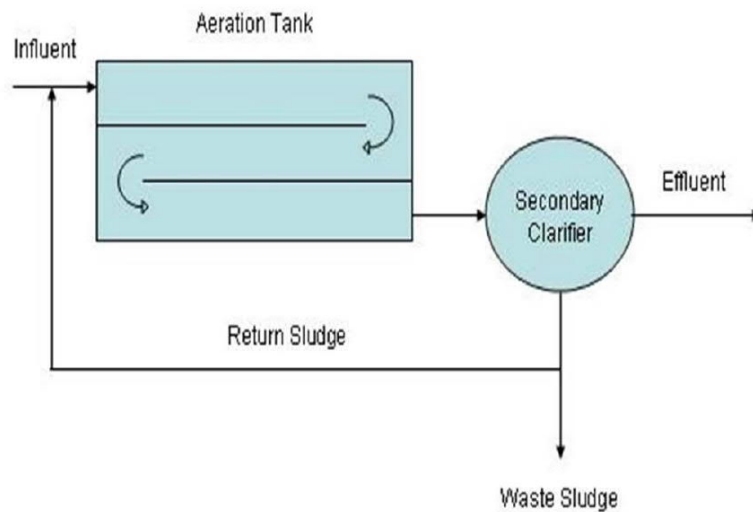 Aeration Tank
Influent
Secondary
Clarifier
Effluent
Return Sludge
Waste Sludge